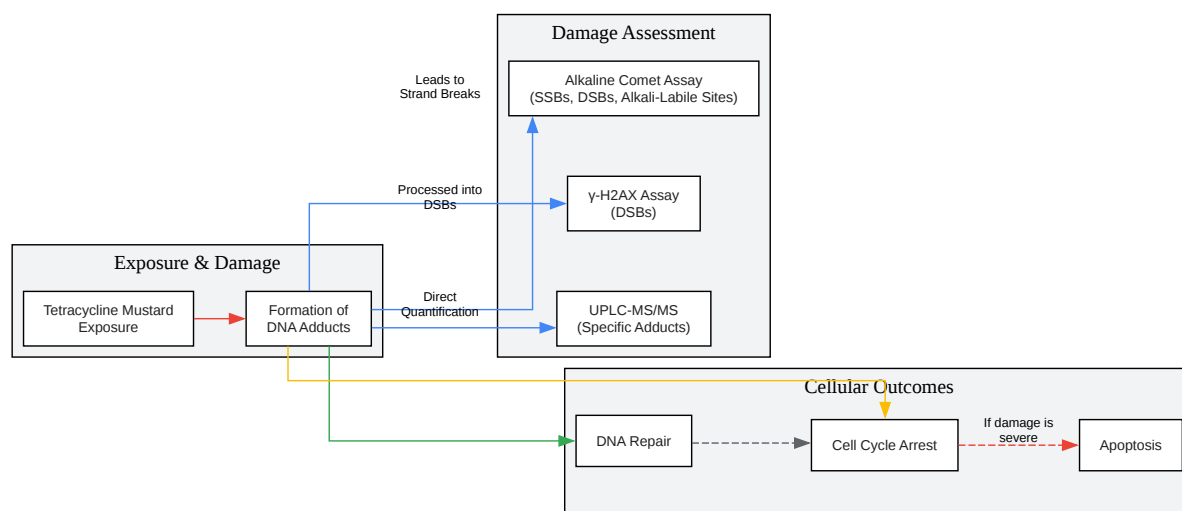 Damage Assessment
Leads to
Strand Breaks
Alkaline Comet Assay
(SSBs, DSBs, Alkali-Labile Sites)
Processed into
DSBs
γ-H2AX Assay
(DSBs)
Exposure & Damage
Tetracycline Mustard
Exposure
Formation of
DNA Adducts
Direct
Quantification
UPLC-MS/MS
(Specific Adducts)
Cellular Outcomes
DNA Repair
Cell Cycle Arrest
If damage is
severe
Apoptosis